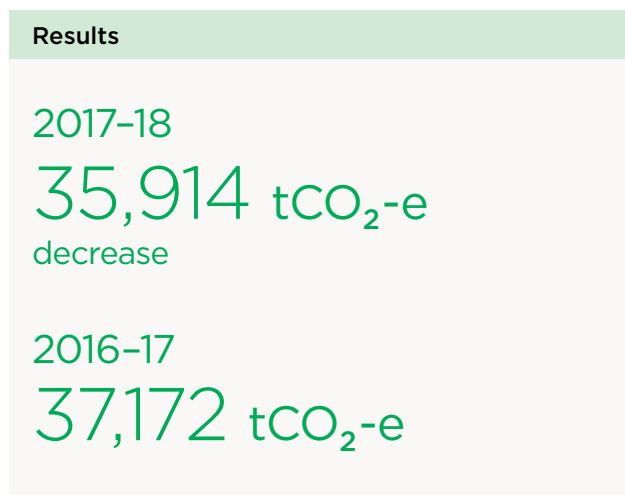 Results
2017–18
35,914 tCO₂-e
decrease
2016–17
37,172 tCO₂-e